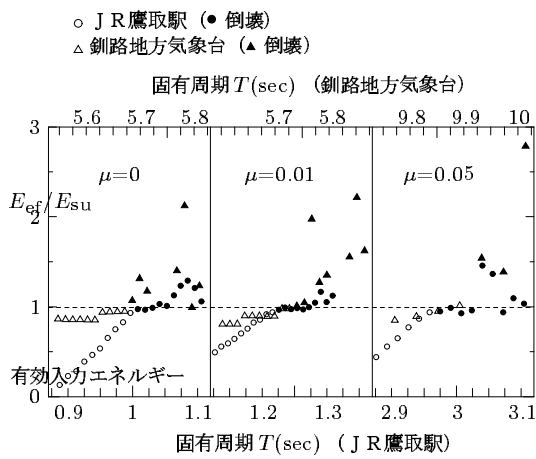 ○ ＪＲ鷹取駅（● 倒壊）
△ 釧路地方気象台（▲ 倒壊）
固有周期 T(sec) （釧路地方気象台）
5.6 5.7 5.8 5.7 5.8 9.8 9.9 10
3
μ=0 μ=0.01 μ=0.05
E_ef/E_su
2
1
有効入力エネルギー
0
0.9 1 1.1 1.2 1.3 2.9 3 3.1
固有周期 T(sec) （ＪＲ鷹取駅）